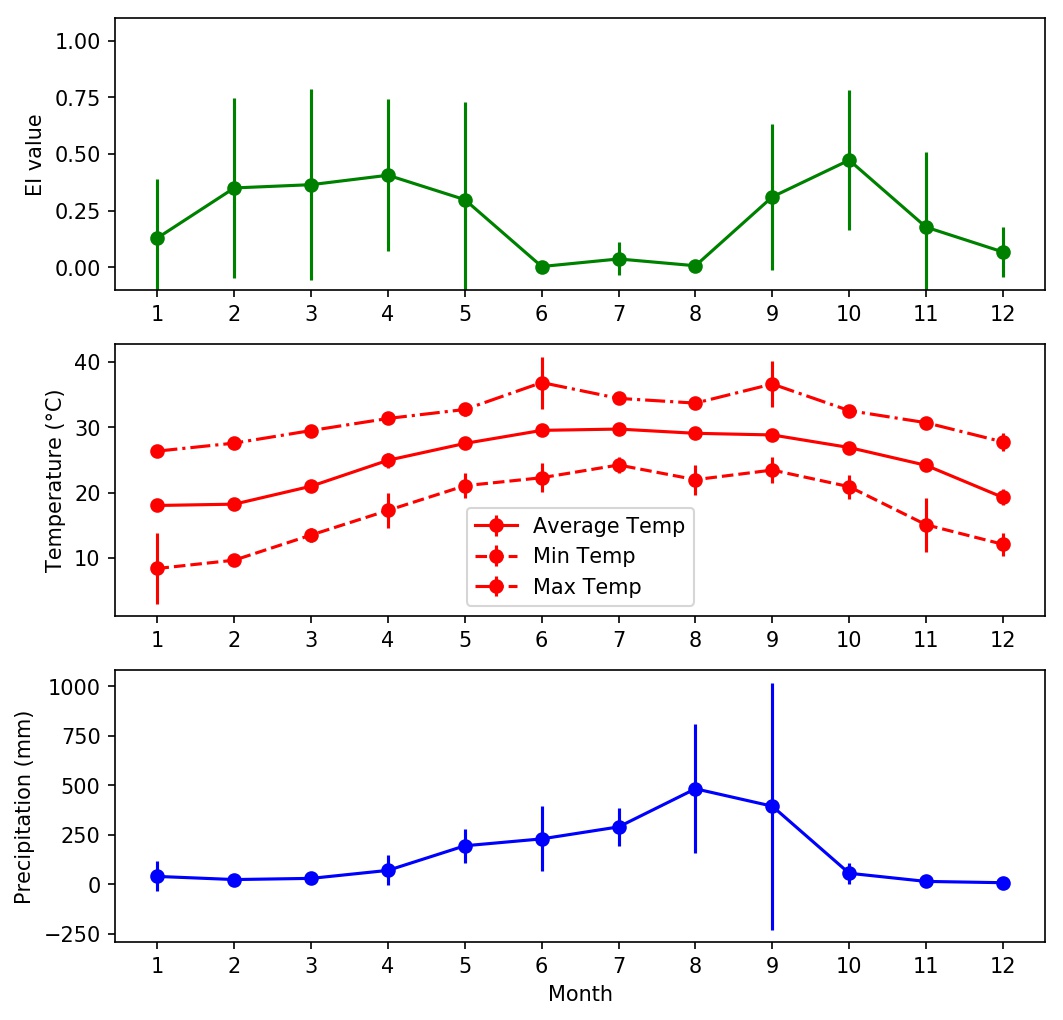 1.00
0.75
0.50
0.25
0.00
EI value
1 2 3 4 5 6 7 8 9 10 11 12
40
30
20
10
Temperature (°C)
Average Temp
Min Temp
Max Temp
1 2 3 4 5 6 7 8 9 10 11 12
1000
750
500
250
0
−250
Precipitation (mm)
1 2 3 4 5 6 7 8 9 10 11 12
Month